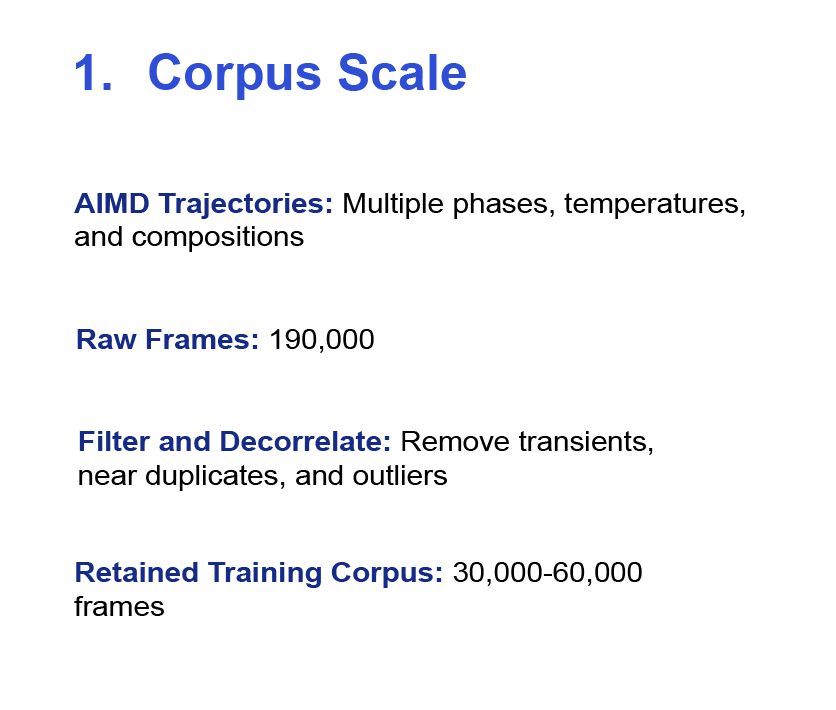 1. Corpus Scale
AIMD Trajectories: Multiple phases, temperatures,
and compositions
Raw Frames: 190,000
Filter and Decorrelate: Remove transients,
near duplicates, and outliers
Retained Training Corpus: 30,000-60,000
frames